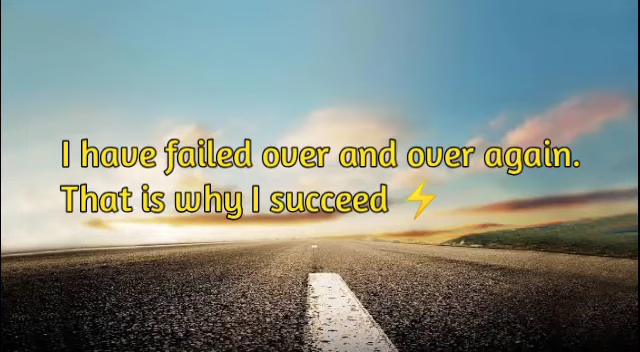 I have failed over and over again.
That is why I succeed ⚡